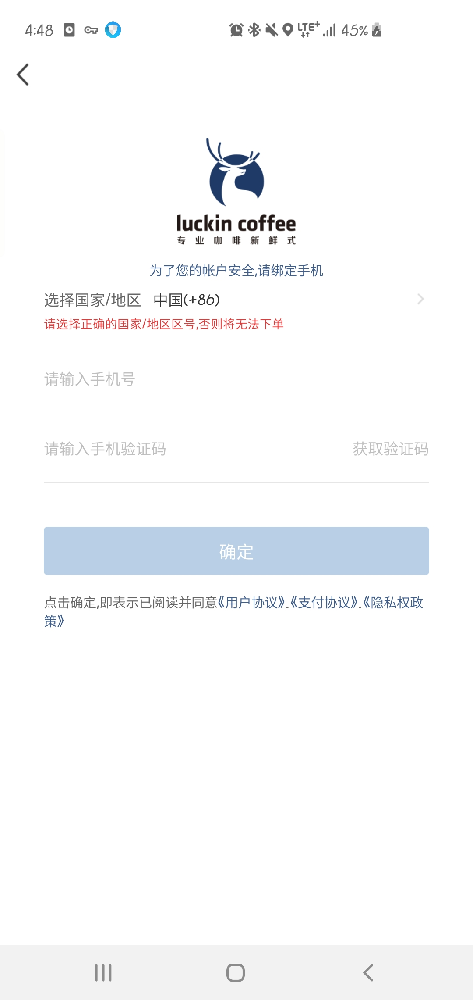 4:48 LTE+ 45%
luckin coffee
专业咖啡新鲜式
为了您的帐户安全,请绑定手机
选择国家/地区 中国(+86)
请选择正确的国家/地区区号,否则将无法下单
请输入手机号
请输入手机验证码 获取验证码
确定
点击确定,即表示已阅读并同意《用户协议》、《支付协议》、《隐私权政
策》